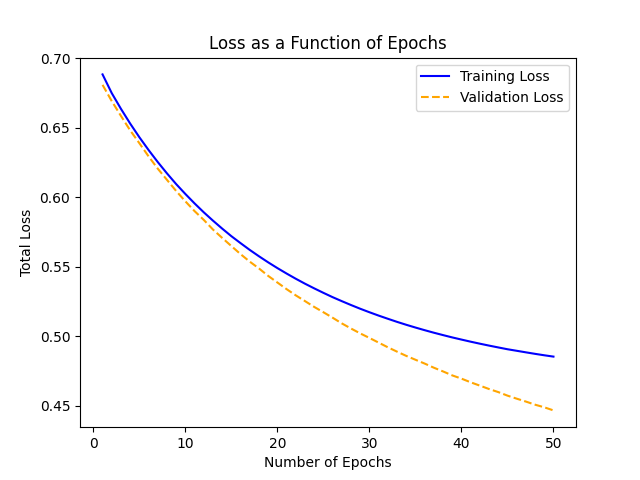 Loss as a Function of Epochs
Training Loss
Validation Loss
Total Loss
0.70
0.65
0.60
0.55
0.50
0.45
0 10 20 30 40 50
Number of Epochs